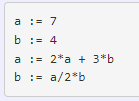 a := 7
b := 4
a := 2*a + 3*b
b := a/2*b